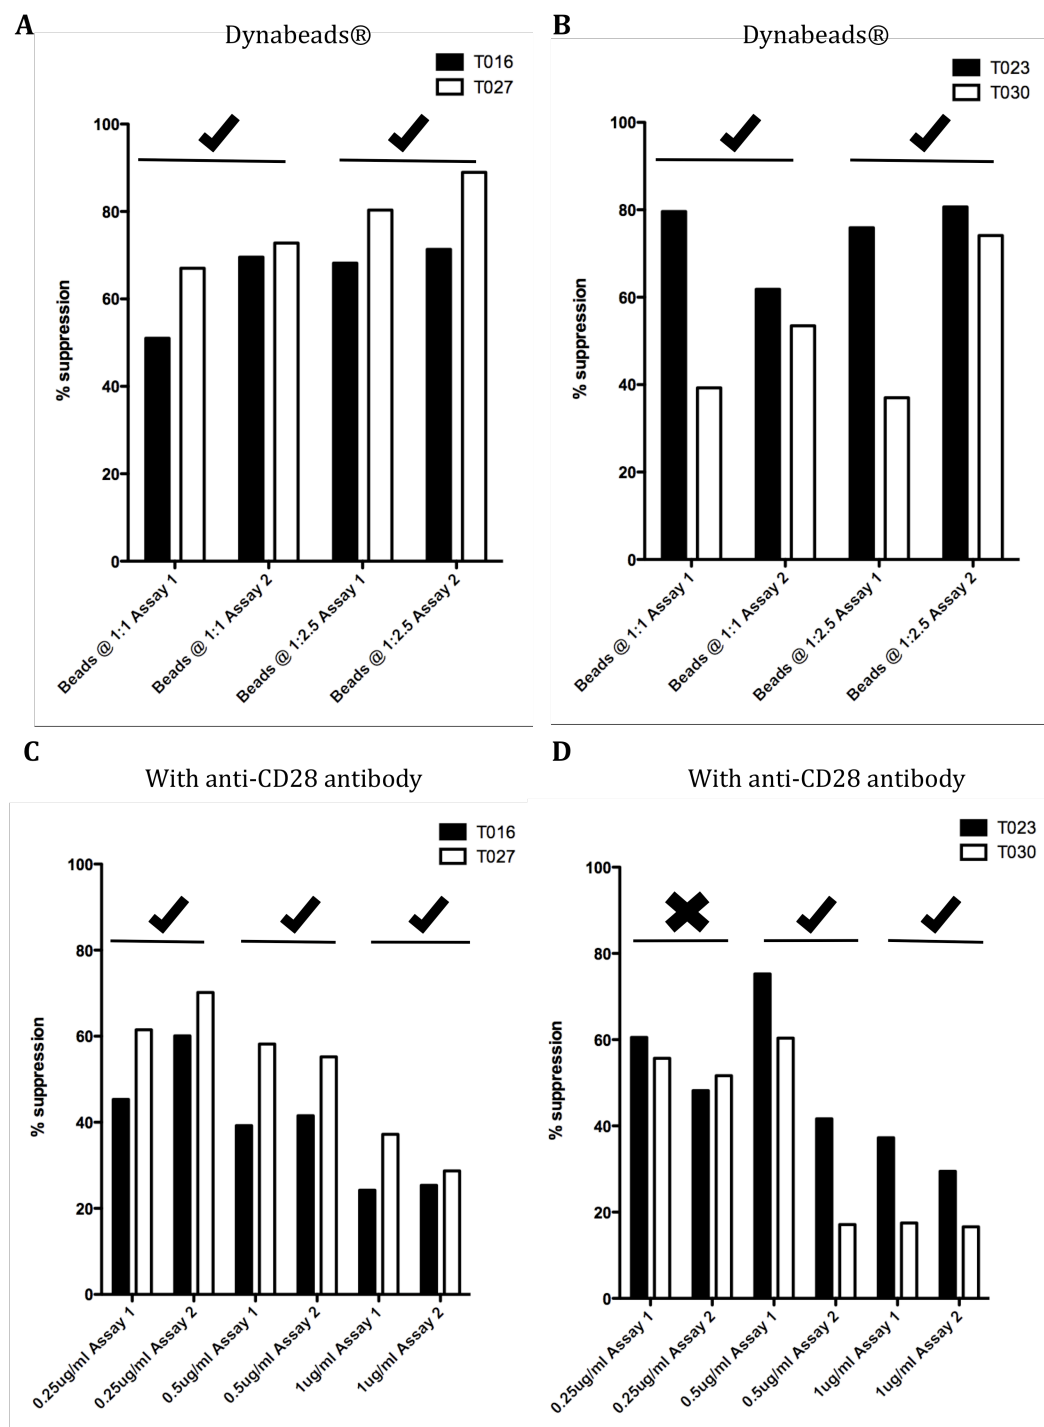 A
Dynabeads®
T016
T027
100
80
60
40
20
0
% suppression
Beads @ 1:1 Assay 1
Beads @ 1:1 Assay 2
Beads @ 1:2.5 Assay 1
Beads @ 1:2.5 Assay 2
B
Dynabeads®
T023
T030
100
80
60
40
20
0
% suppression
Beads @ 1:1 Assay 1
Beads @ 1:1 Assay 2
Beads @ 1:2.5 Assay 1
Beads @ 1:2.5 Assay 2
C
With anti-CD28 antibody
T016
T027
100
80
60
40
20
0
% suppression
0.25ug/ml Assay 1
0.25ug/ml Assay 2
0.5ug/ml Assay 1
0.5ug/ml Assay 2
1ug/ml Assay 1
1ug/ml Assay 2
D
With anti-CD28 antibody
T023
T030
100
80
60
40
20
0
% suppression
0.25ug/ml Assay 1
0.25ug/ml Assay 2
0.5ug/ml Assay 1
0.5ug/ml Assay 2
1ug/ml Assay 1
1ug/ml Assay 2